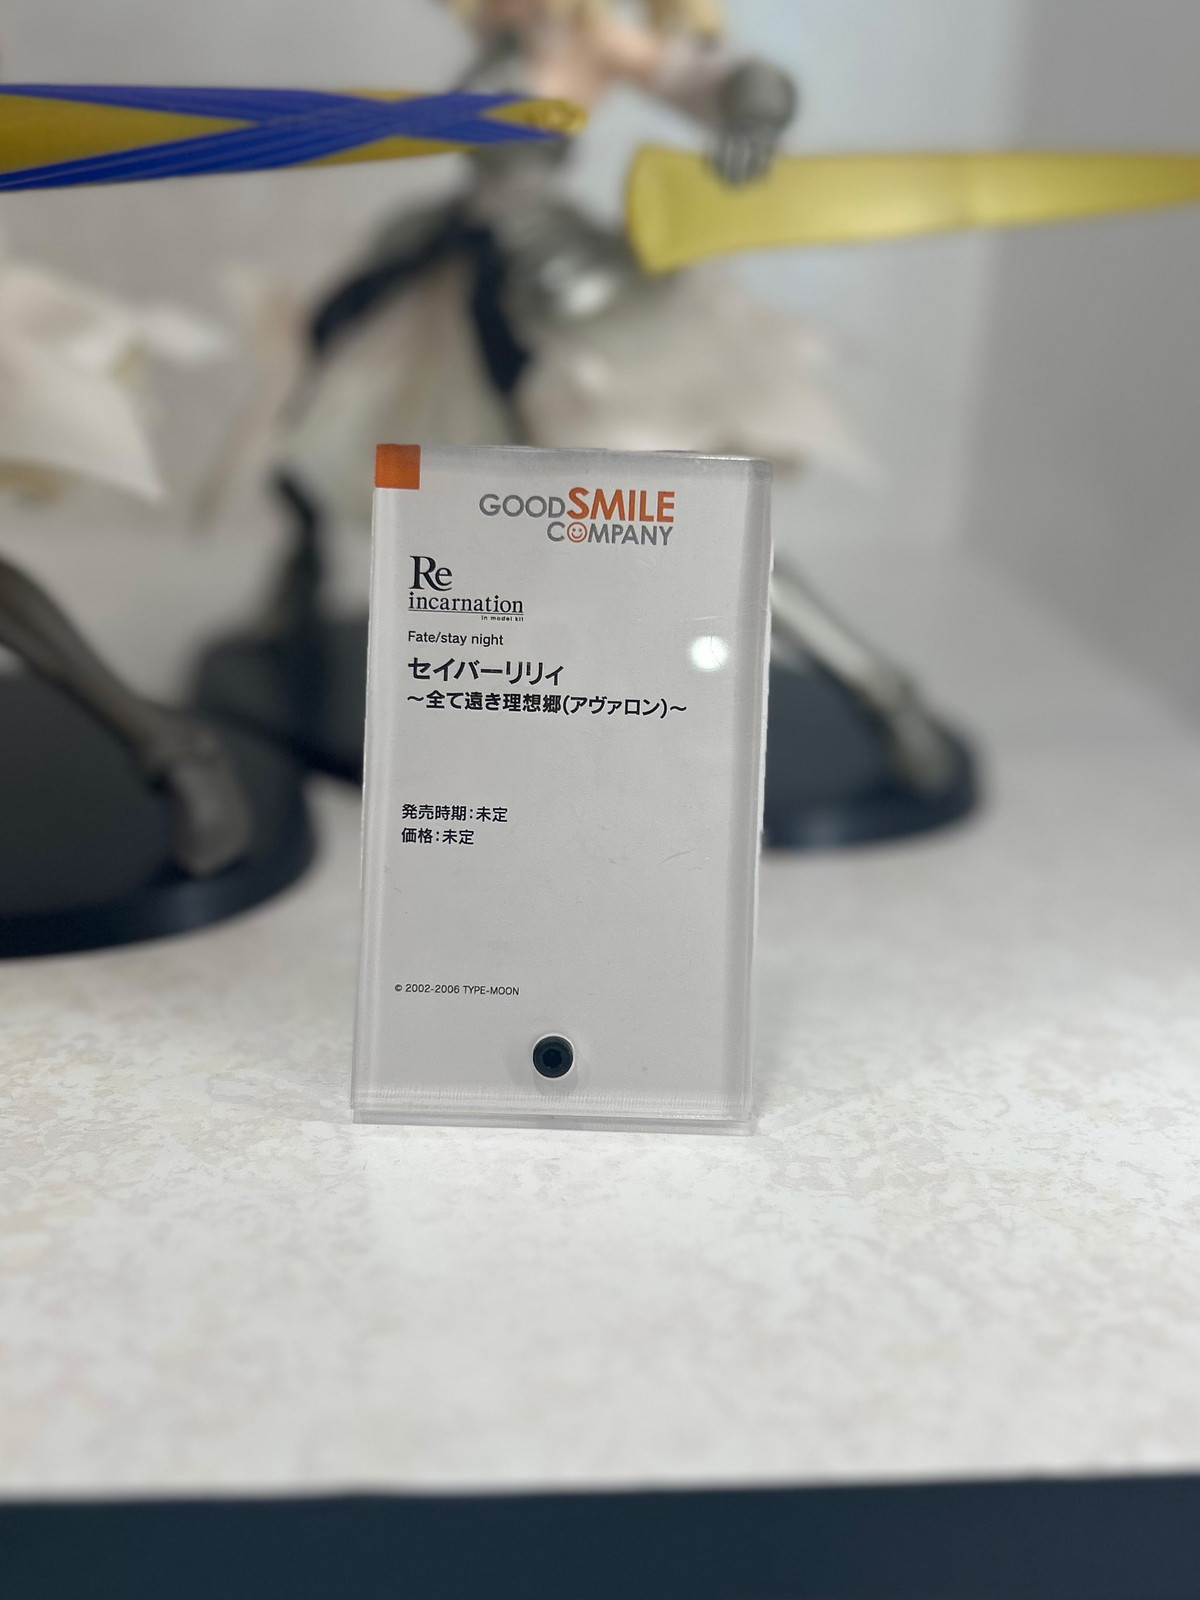 GOODSMILE
COMPANY
Re
incarnation
in model kit
Fate/stay night
セイバーリリィ
～全て遠き理想郷(アヴァロン)～
発売時期：未定
価格：未定
© 2002-2006 TYPE-MOON